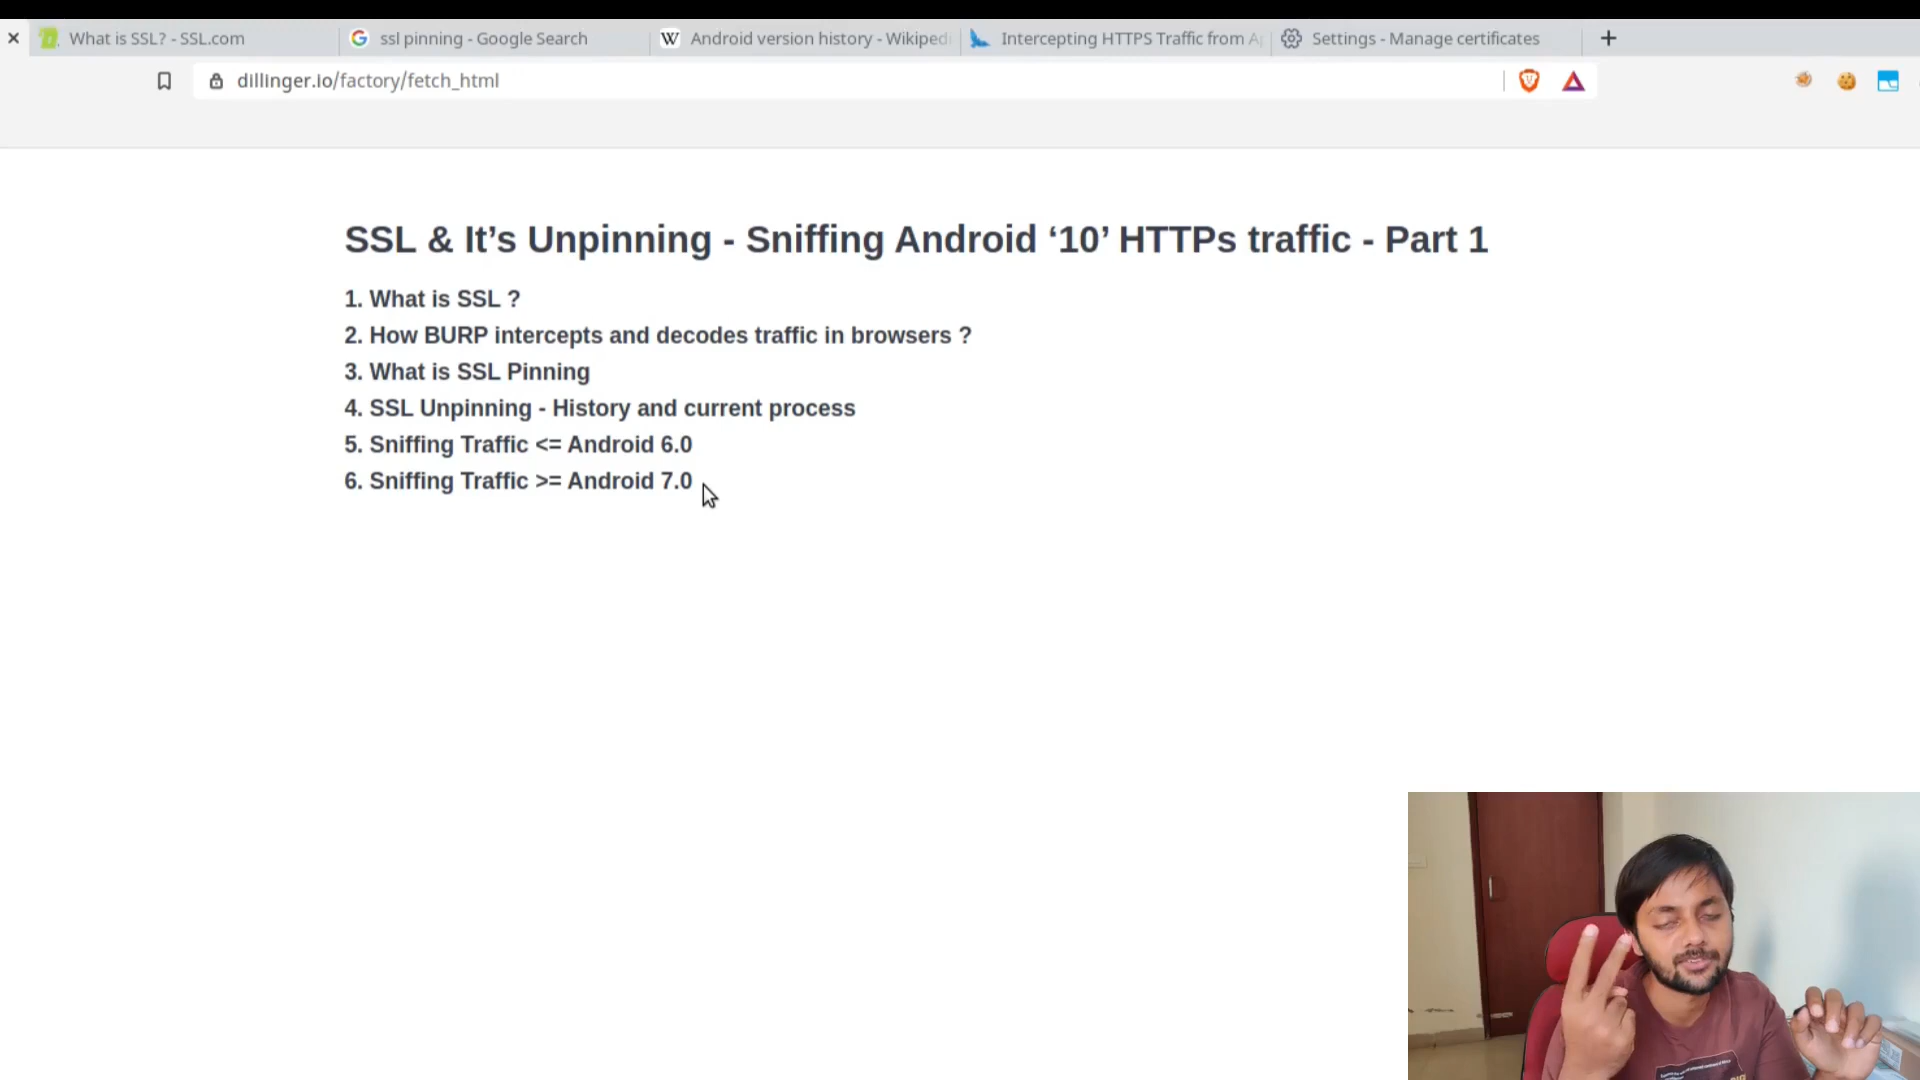 What is SSL? - SSL.com
ssl pinning - Google Search
Android version history - Wikiped
Intercepting HTTPS Traffic from A
Settings - Manage certificates
dillinger.io/factory/fetch_html
SSL & It’s Unpinning - Sniffing Android ‘10’ HTTPs traffic - Part 1
1. What is SSL ?
2. How BURP intercepts and decodes traffic in browsers ?
3. What is SSL Pinning
4. SSL Unpinning - History and current process
5. Sniffing Traffic <= Android 6.0
6. Sniffing Traffic >= Android 7.0